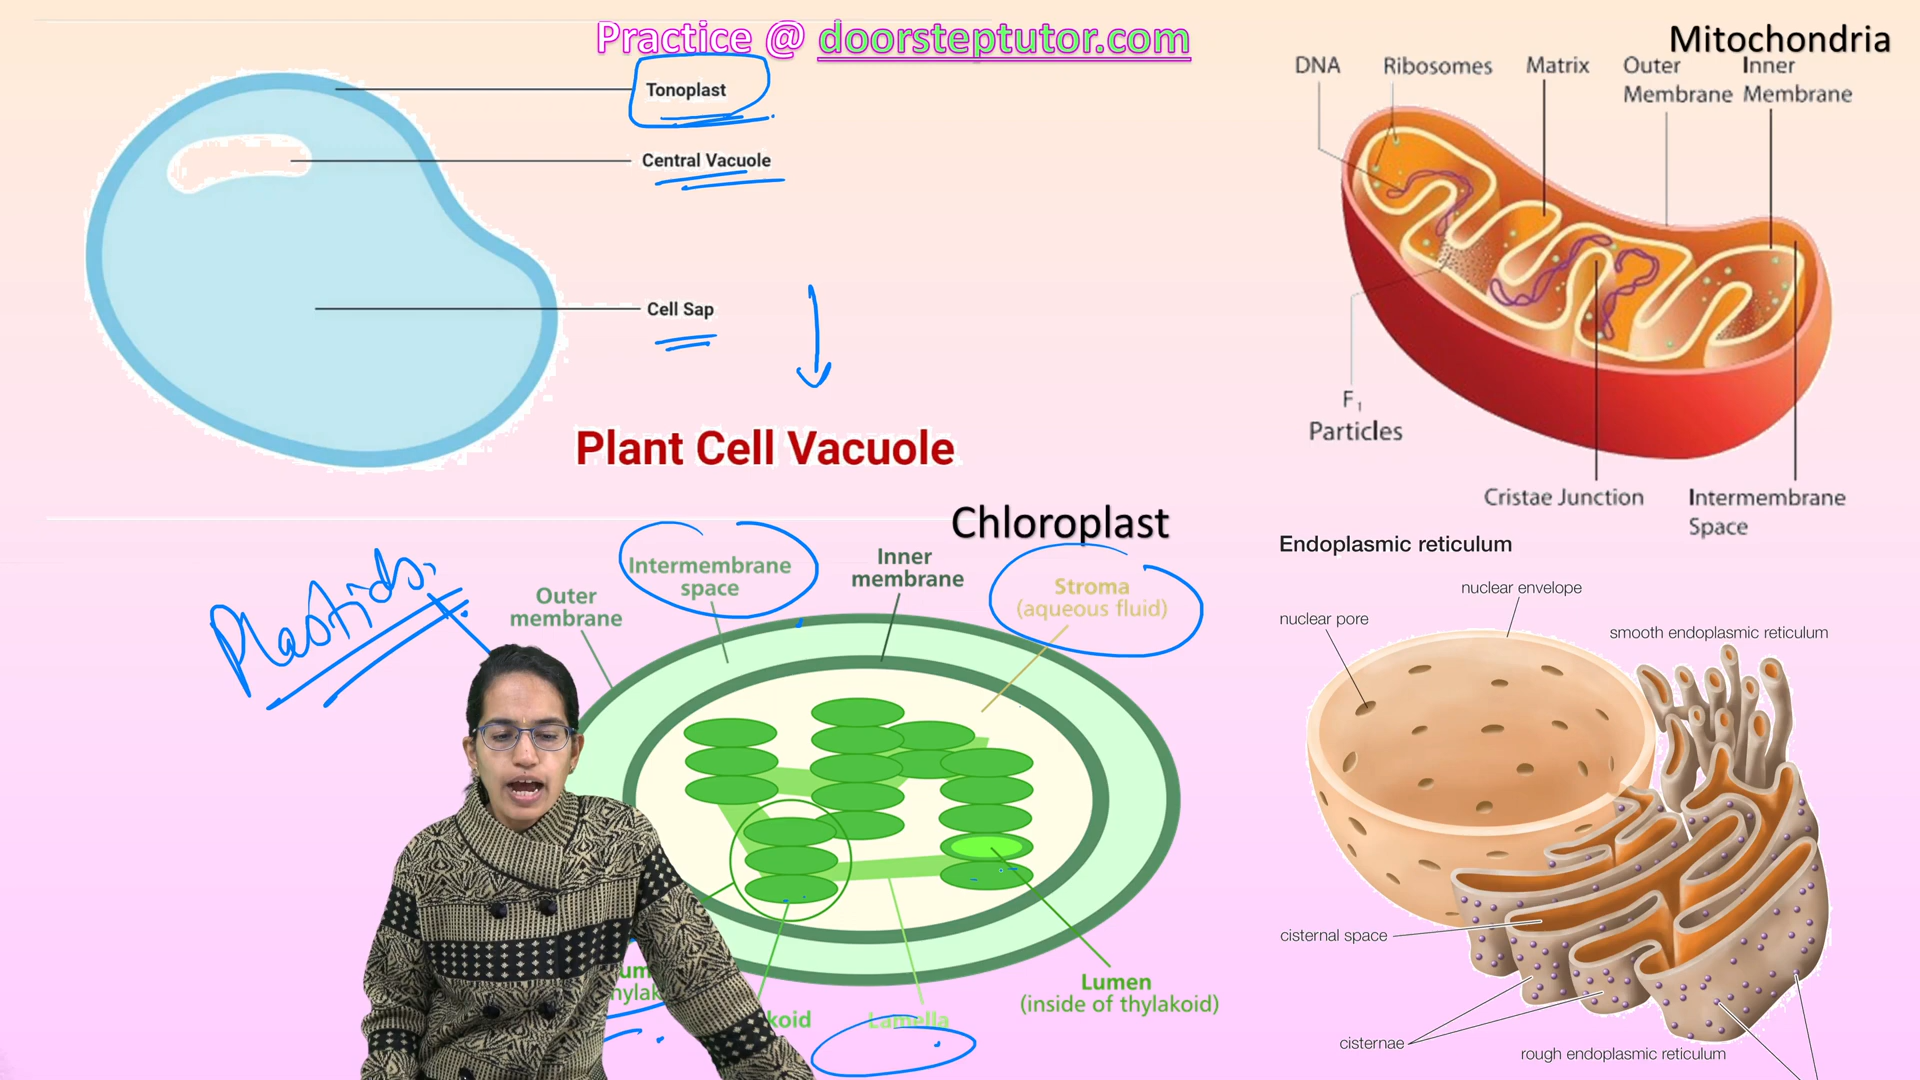 Practice @ doorsteptutor.com
Tonoplast
Central Vacuole
Cell Sap
Plant Cell Vacuole
Mitochondria
DNA
Ribosomes
Matrix
Outer
Membrane
Inner
Membrane
F1
Particles
Cristae Junction
Intermembrane
Space
Plastids
Chloroplast
Outer
membrane
Intermembrane
space
Inner
membrane
Stroma
(aqueous fluid)
Lamella
Lumen
(inside of thylakoid)
Endoplasmic reticulum
nuclear pore
nuclear envelope
smooth endoplasmic reticulum
cisternal space
cisternae
rough endoplasmic reticulum